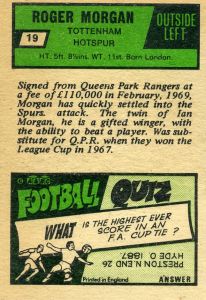 ROGER MORGAN
19
TOTTENHAM
HOTSPUR
OUTSIDE
LEFT
HT. 5ft. 8½ins. WT. 11st. Born London.
Signed from Queens Park Rangers at
a fee of £110,000 in February, 1969,
Morgan has quickly settled into the
Spurs. attack. The twin of Ian
Morgan, he is a gifted winger, with
the ability to beat a player. Was sub-
stitute for Q.P.R. when they won the
League Cup in 1967.
FOOTBALL QUIZ
WHAT IS THE HIGHEST EVER
SCORE IN AN
F.A. CUP TIE ?
Printed in England
PRESTON N. END 26
HYDE 0 1887.
ANSWER